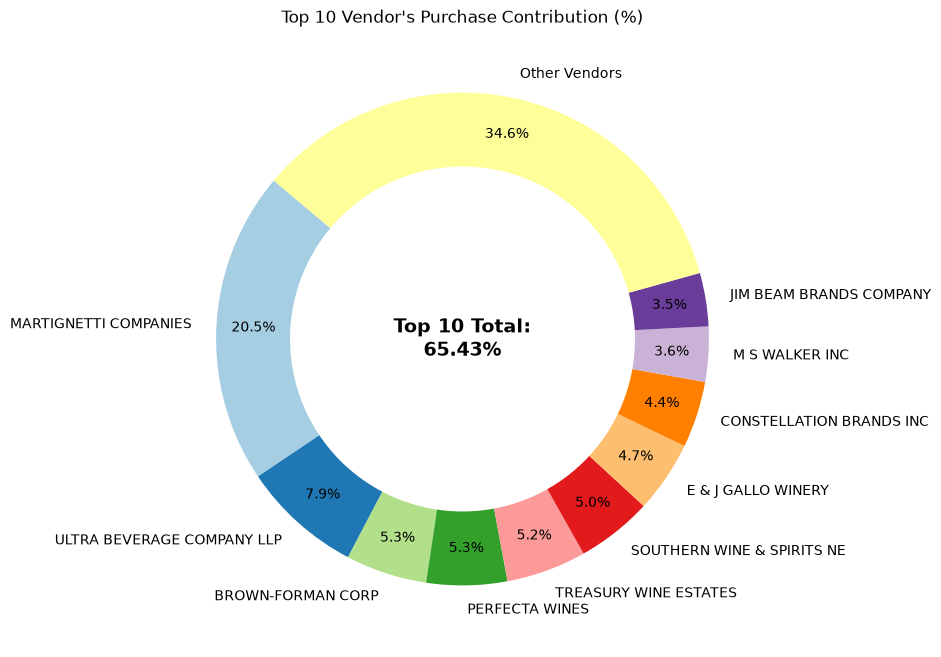 Top 10 Vendor's Purchase Contribution (%)
Other Vendors
34.6%
MARTIGNETTI COMPANIES
20.5%
Top 10 Total:
65.43%
3.5%
JIM BEAM BRANDS COMPANY
3.6%
M S WALKER INC
4.4%
CONSTELLATION BRANDS INC
4.7%
E & J GALLO WINERY
7.9%
ULTRA BEVERAGE COMPANY LLP
5.0%
SOUTHERN WINE & SPIRITS NE
5.3%
BROWN-FORMAN CORP
5.3%
PERFECTA WINES
5.2%
TREASURY WINE ESTATES